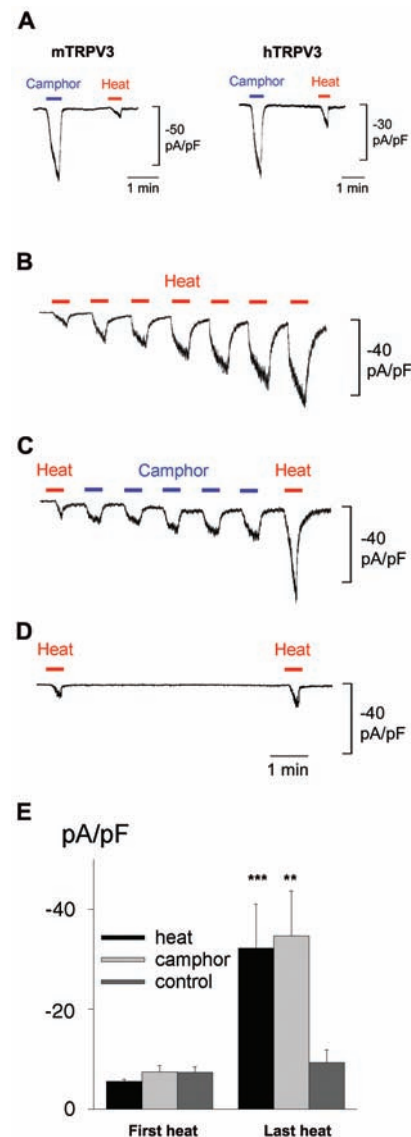 A
mTRPV3 hTRPV3
Camphor Heat Camphor Heat
-50
pA/pF
-30
pA/pF
1 min 1 min
B
Heat
-40
pA/pF
C
Heat Camphor Heat
-40
pA/pF
D
Heat Heat
-40
pA/pF
1 min
E
pA/pF
*** **
-40
heat
camphor
control
-20
0
First heat Last heat